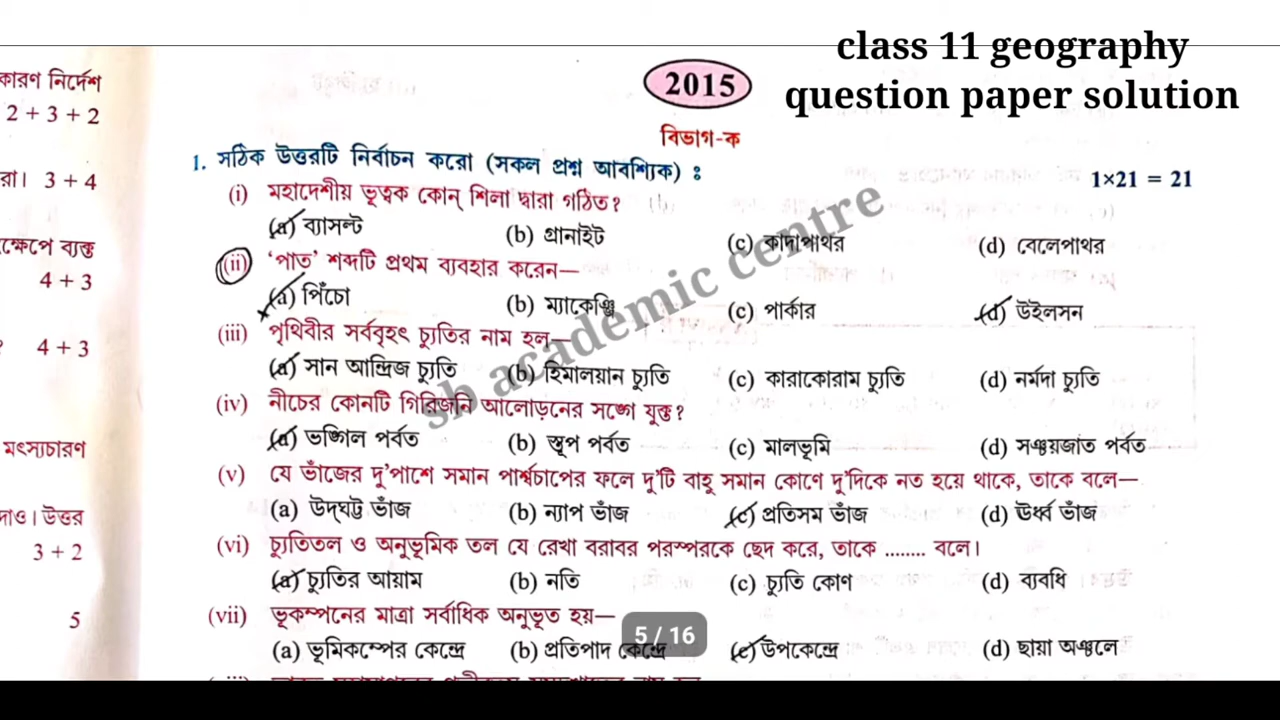 class 11 geography
question paper solution
2015
বিভাগ-ক
কারণ নির্দেশ
2 + 3 + 2
রা। 3 + 4
ক্ষেপে ব্যক্ত
4 + 3
4 + 3
মৎস্যচারণ
দাও। উত্তর
3 + 2
5
1. সঠিক উত্তরটি নির্বাচন করো (সকল প্রশ্ন আবশ্যিক) : 1×21 = 21
(i) মহাদেশীয় ভূত্বক কোন্ শিলা দ্বারা গঠিত?
(a) ব্যাসল্ট (b) গ্রানাইট (c) কাদাপাথর (d) বেলেপাথর
(ii) ‘পাত’ শব্দটি প্রথম ব্যবহার করেন—
(a) পিঁচো (b) ম্যাকেঞ্জি (c) পার্কার (d) উইলসন
(iii) পৃথিবীর সর্ববৃহৎ চ্যুতির নাম হল—
(a) সান আন্দ্রিজ চ্যুতি (b) হিমালয়ান চ্যুতি (c) কারাকোরাম চ্যুতি (d) নর্মদা চ্যুতি
(iv) নীচের কোনটি গিরিজনি আলোড়নের সঙ্গে যুক্ত?
(a) ভঙ্গিল পর্বত (b) স্তূপ পর্বত (c) মালভূমি (d) সঞ্চয়জাত পর্বত
(v) যে ভাঁজের দু’পাশে সমান পার্শ্বচাপের ফলে দু’টি বাহু সমান কোণে দু’দিকে নত হয়ে থাকে, তাকে বলে—
(a) উদ্‌ঘট্ট ভাঁজ (b) ন্যাপ ভাঁজ (c) প্রতিসম ভাঁজ (d) ঊর্ধ্ব ভাঁজ
(vi) চ্যুতিতল ও অনুভূমিক তল যে রেখা বরাবর পরস্পরকে ছেদ করে, তাকে ........ বলে।
(a) চ্যুতির আয়াম (b) নতি (c) চ্যুতি কোণ (d) ব্যবধি
(vii) ভূকম্পনের মাত্রা সর্বাধিক অনুভূত হয়—
(a) ভূমিকম্পের কেন্দ্রে (b) প্রতিপাদ কেন্দ্রে (c) উপকেন্দ্রে (d) ছায়া অঞ্চলে
5 / 16
sb academic centre